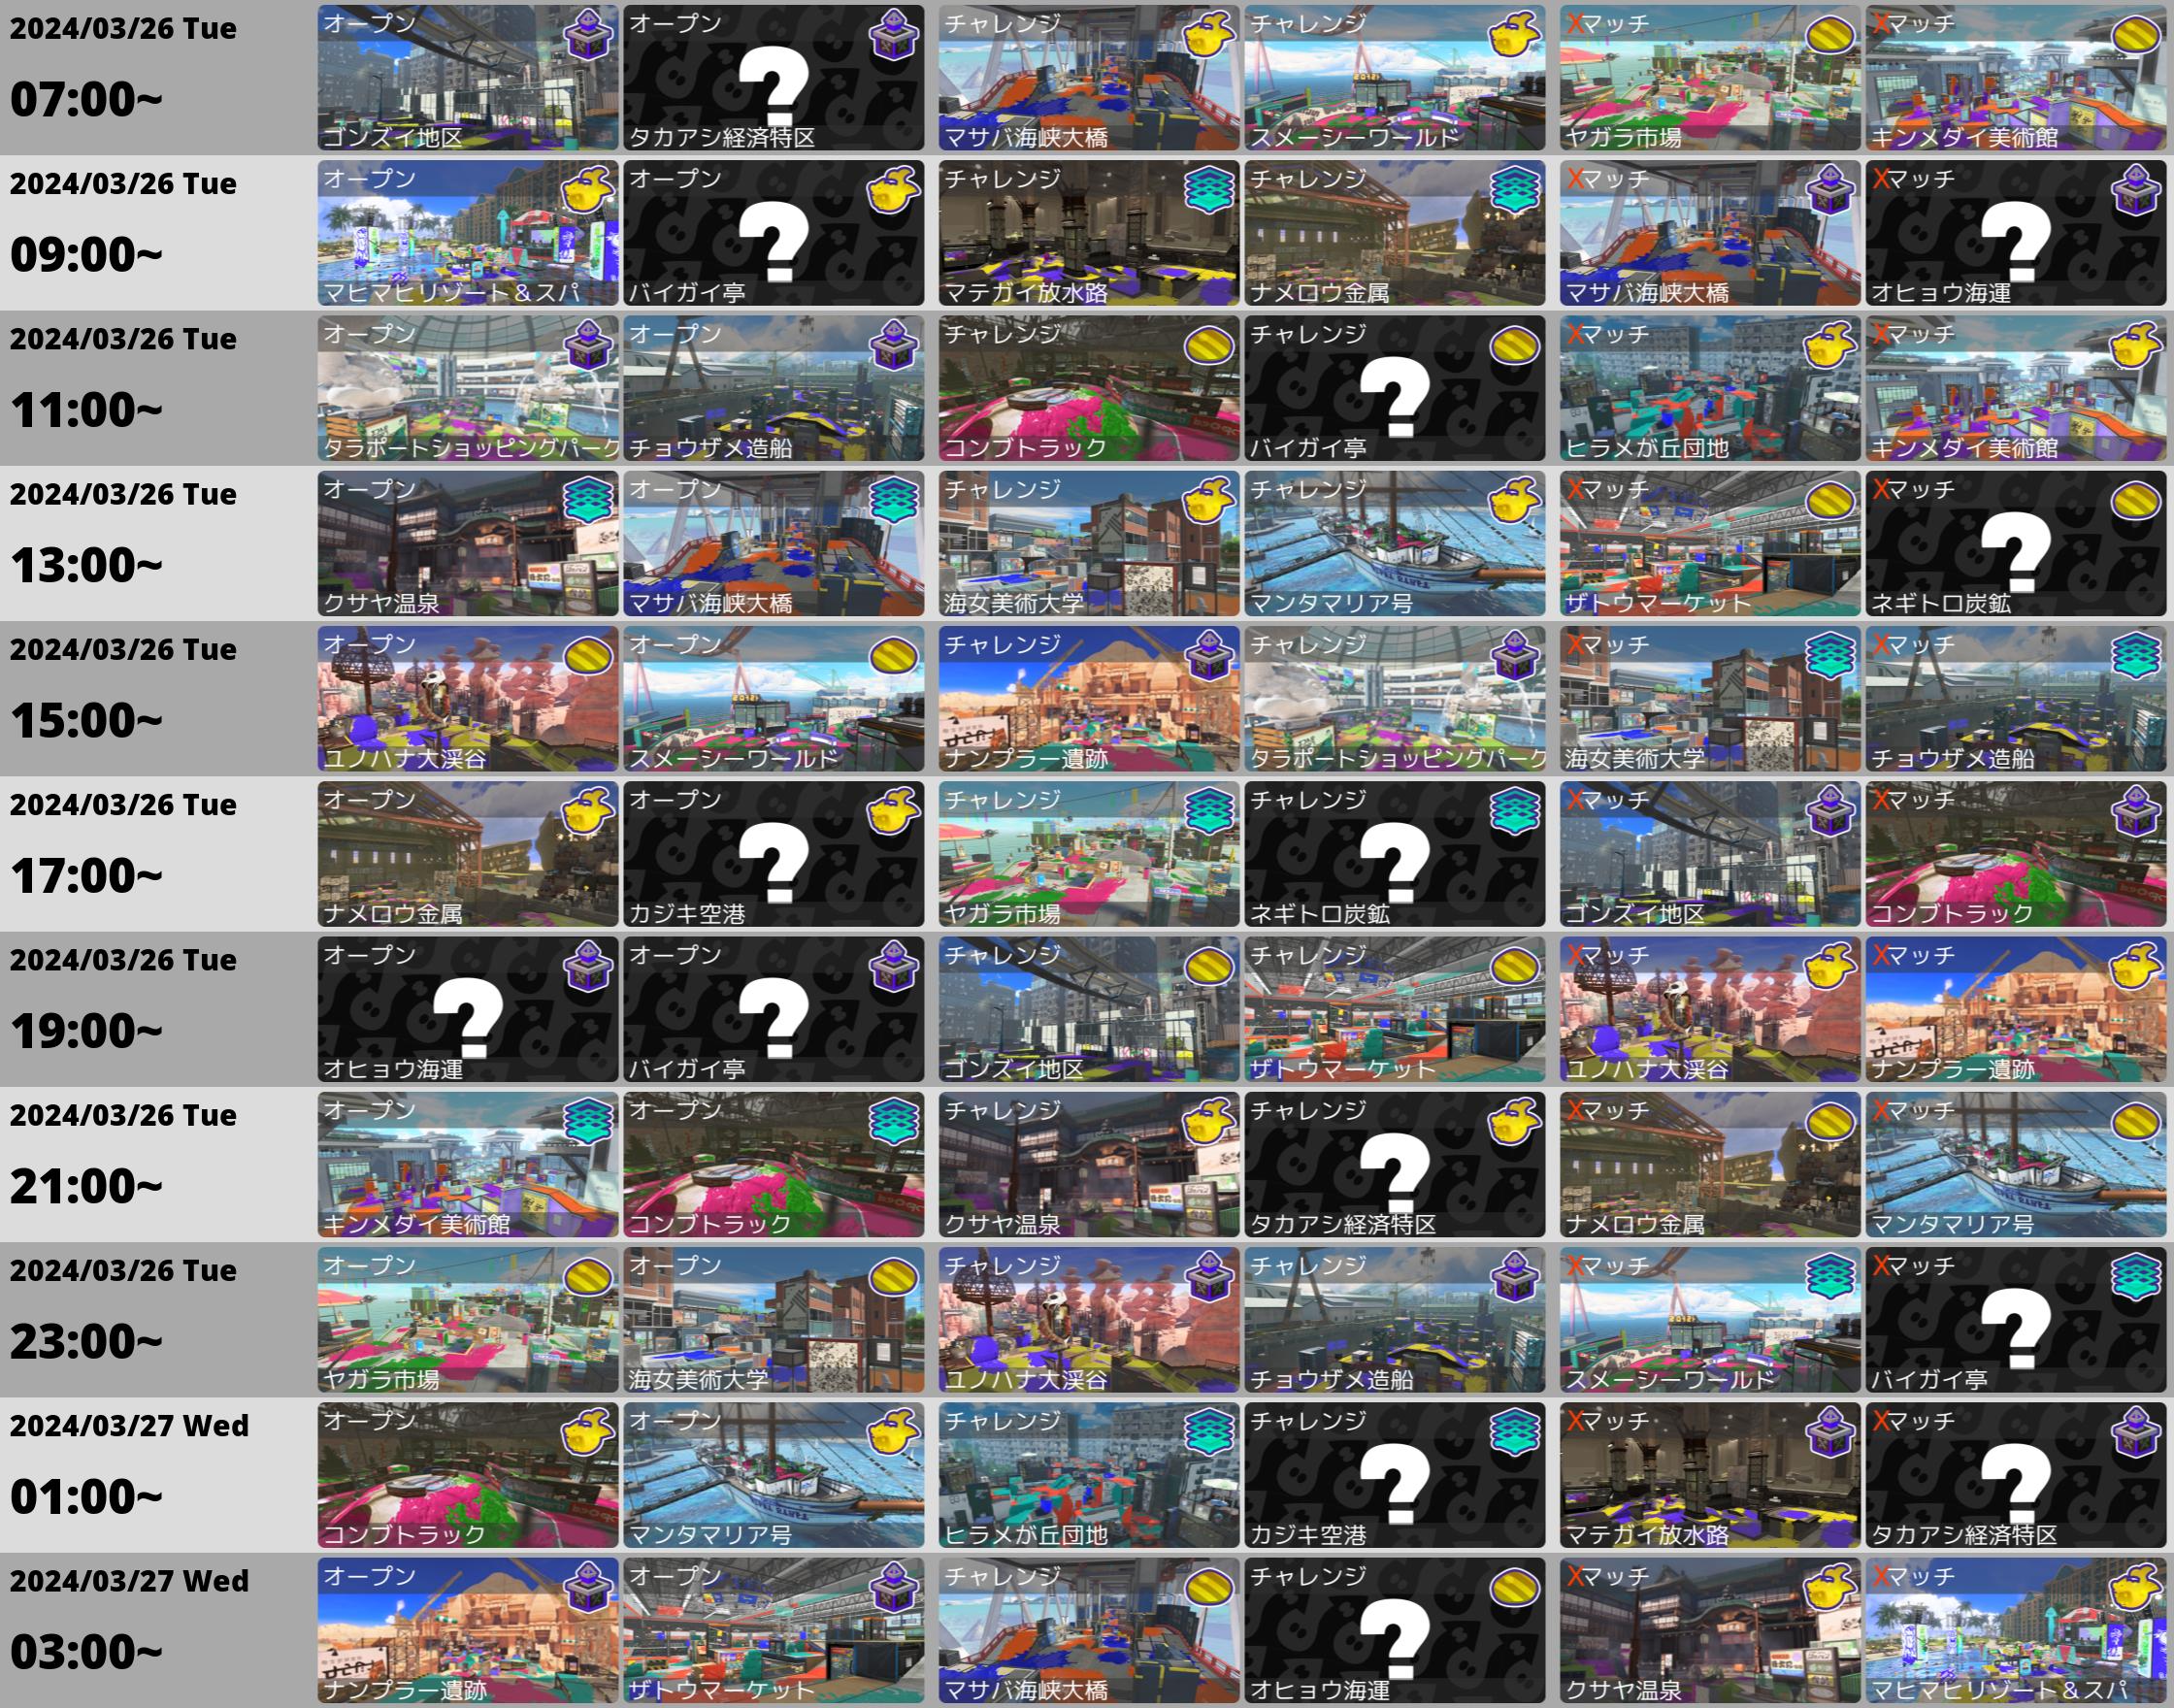 2024/03/26 Tue
07:00~
オープン
ゴンズイ地区
オープン
タカアシ経済特区
チャレンジ
マサバ海峡大橋
チャレンジ
スメーシーワールド
Xマッチ
ヤガラ市場
Xマッチ
キンメダイ美術館
2024/03/26 Tue
09:00~
オープン
マヒマヒリゾート&スパ
オープン
バイガイ亭
チャレンジ
マテガイ放水路
チャレンジ
ナメロウ金属
Xマッチ
マサバ海峡大橋
Xマッチ
オヒョウ海運
2024/03/26 Tue
11:00~
オープン
タラポートショッピングパーク
オープン
チョウザメ造船
チャレンジ
コンブトラック
チャレンジ
バイガイ亭
Xマッチ
ヒラメが丘団地
Xマッチ
キンメダイ美術館
2024/03/26 Tue
13:00~
オープン
クサヤ温泉
オープン
マサバ海峡大橋
チャレンジ
海女美術大学
チャレンジ
マンタマリア号
Xマッチ
ザトウマーケット
Xマッチ
ネギトロ炭鉱
2024/03/26 Tue
15:00~
オープン
ユノハナ大渓谷
オープン
スメーシーワールド
チャレンジ
ナンプラー遺跡
チャレンジ
タラポートショッピングパーク
Xマッチ
海女美術大学
Xマッチ
チョウザメ造船
2024/03/26 Tue
17:00~
オープン
ナメロウ金属
オープン
カジキ空港
チャレンジ
ヤガラ市場
チャレンジ
ネギトロ炭鉱
Xマッチ
ゴンズイ地区
Xマッチ
コンブトラック
2024/03/26 Tue
19:00~
オープン
オヒョウ海運
オープン
バイガイ亭
チャレンジ
ゴンズイ地区
チャレンジ
ザトウマーケット
Xマッチ
ユノハナ大渓谷
Xマッチ
ナンプラー遺跡
2024/03/26 Tue
21:00~
オープン
キンメダイ美術館
オープン
コンブトラック
チャレンジ
クサヤ温泉
チャレンジ
タカアシ経済特区
Xマッチ
ナメロウ金属
Xマッチ
マンタマリア号
2024/03/26 Tue
23:00~
オープン
ヤガラ市場
オープン
海女美術大学
チャレンジ
ユノハナ大渓谷
チャレンジ
チョウザメ造船
Xマッチ
スメーシーワールド
Xマッチ
バイガイ亭
2024/03/27 Wed
01:00~
オープン
コンブトラック
オープン
マンタマリア号
チャレンジ
ヒラメが丘団地
チャレンジ
カジキ空港
Xマッチ
マテガイ放水路
Xマッチ
タカアシ経済特区
2024/03/27 Wed
03:00~
オープン
ナンプラー遺跡
オープン
ザトウマーケット
チャレンジ
マサバ海峡大橋
チャレンジ
オヒョウ海運
Xマッチ
クサヤ温泉
Xマッチ
マヒマヒリゾート&スパ